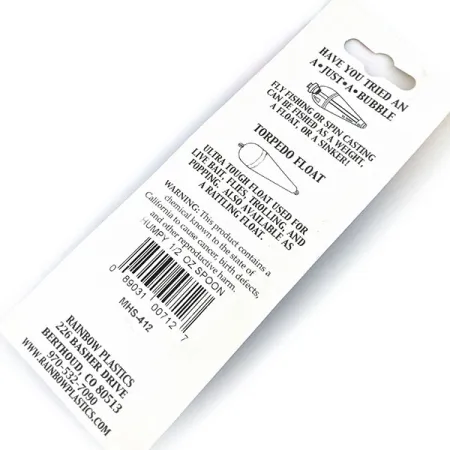 HAVE YOU TRIED AN
A•JUST•A•BUBBLE
FLY FISHING OR SPIN CASTING
CAN BE FISHED AS A WEIGHT,
A FLOAT, OR A SINKER!
TORPEDO FLOAT
ULTRA TOUGH FLOAT USED FOR
LIVE BAIT, FLIES, TROLLING, AND
POPPING. ALSO AVAILABLE AS
A RATTLING FLOAT.
WARNING: This product contains a
chemical known to the state of
California to cause cancer, birth defects,
and other reproductive harm.
HUMPY 1/2 OZ SPOON
0 89031 00712 7
MHS-412
RAINBOW PLASTICS
226 BASHER DRIVE
BERTHOUD, CO 80513
970-532-7090
WWW.RAINBOWPLASTICS.COM